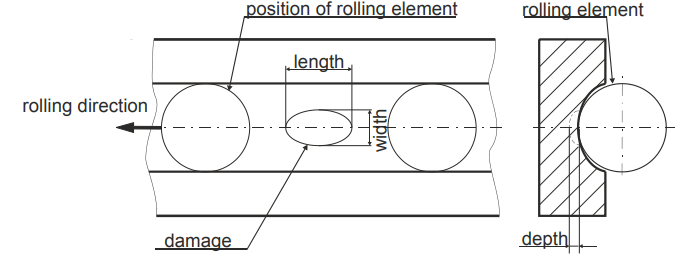 position of rolling element
rolling element
length
rolling direction
width
damage
depth